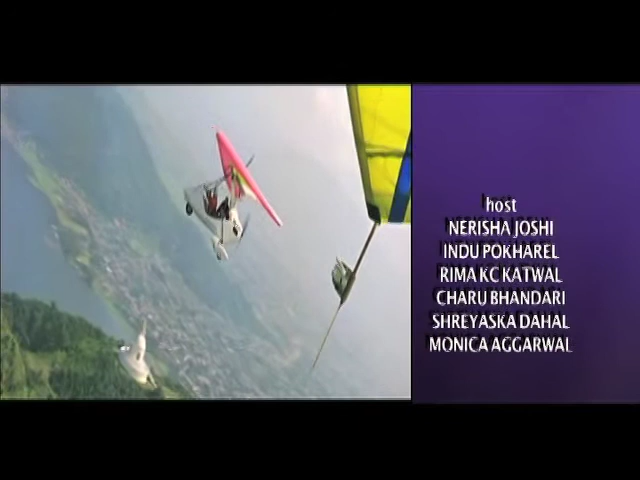 host
NERISHA JOSHI
INDU POKHAREL
RIMA KC KATWAL
CHARU BHANDARI
SHREYASKA DAHAL
MONICA AGGARWAL